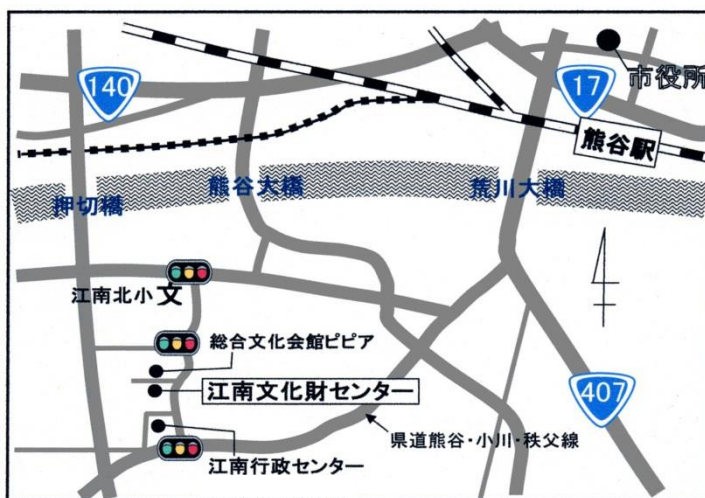 140
17
市役所
熊谷駅
押切橋
熊谷大橋
荒川大橋
江南北小
文
総合文化会館ピピア
江南文化財センター
407
県道熊谷・小川・秩父線
江南行政センター